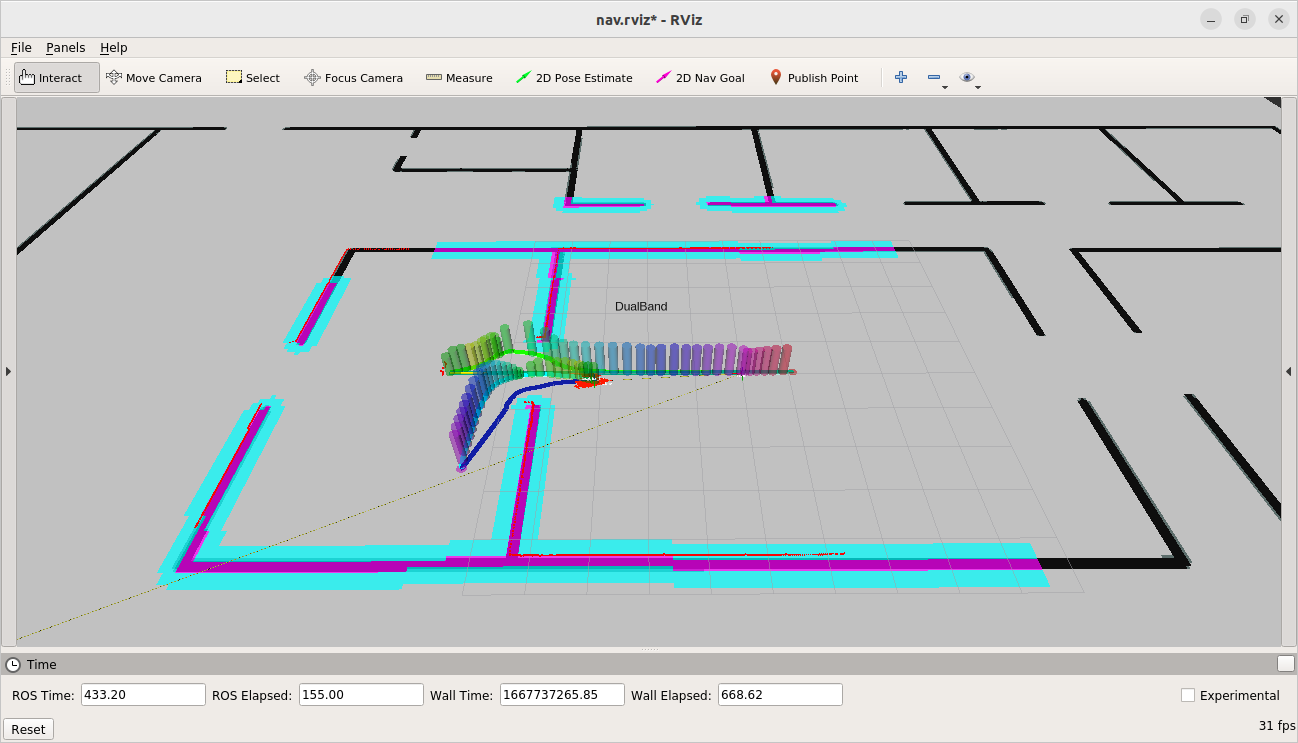 nav.rviz* - RViz
File Panels Help
Interact Move Camera Select Focus Camera Measure 2D Pose Estimate 2D Nav Goal Publish Point
DualBand
Time
ROS Time: 433.20 ROS Elapsed: 155.00 Wall Time: 1667737265.85 Wall Elapsed: 668.62 Experimental
Reset 31 fps